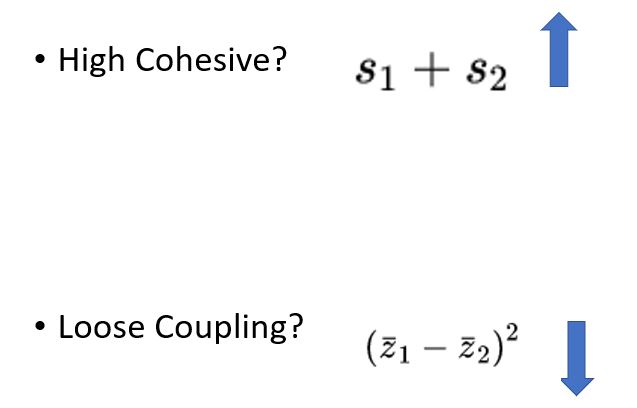 • High Cohesive? s₁ + s₂
• Loose Coupling? (z̄₁ − z̄₂)²